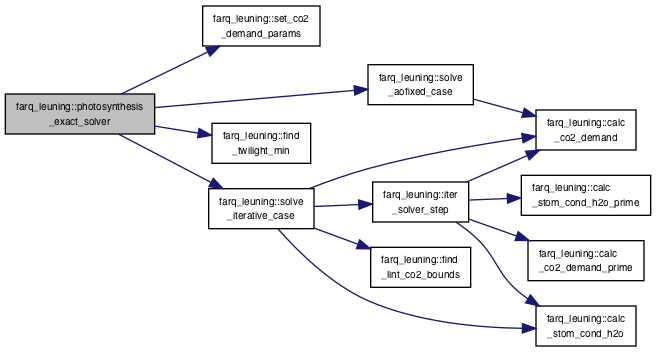 farq_leuning::set_co2
_demand_params
farq_leuning::solve
_aofixed_case
farq_leuning::photosynthesis
_exact_solver
farq_leuning::calc
_co2_demand
farq_leuning::find
_twilight_min
farq_leuning::solve
_iterative_case
farq_leuning::iter
_solver_step
farq_leuning::calc
_stom_cond_h2o_prime
farq_leuning::find
_lint_co2_bounds
farq_leuning::calc
_co2_demand_prime
farq_leuning::calc
_stom_cond_h2o